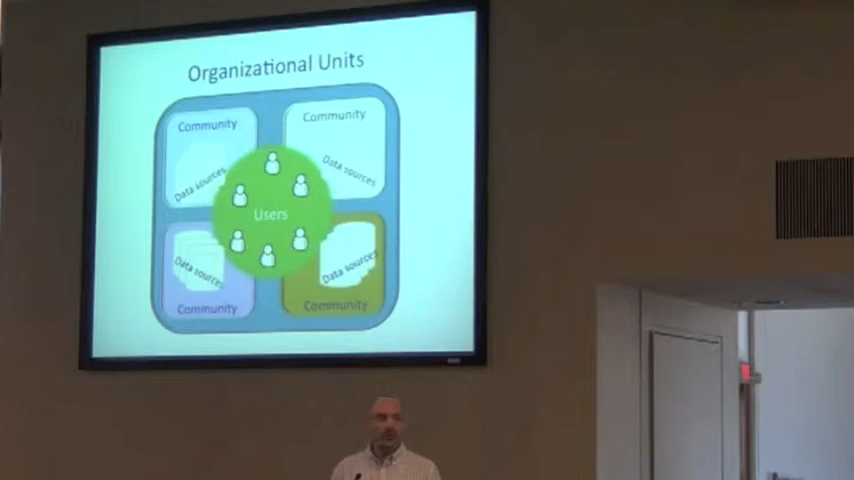 Organizational Units
Community
Community
Data sources
Data sources
Users
Data sources
Data sources
Community
Community